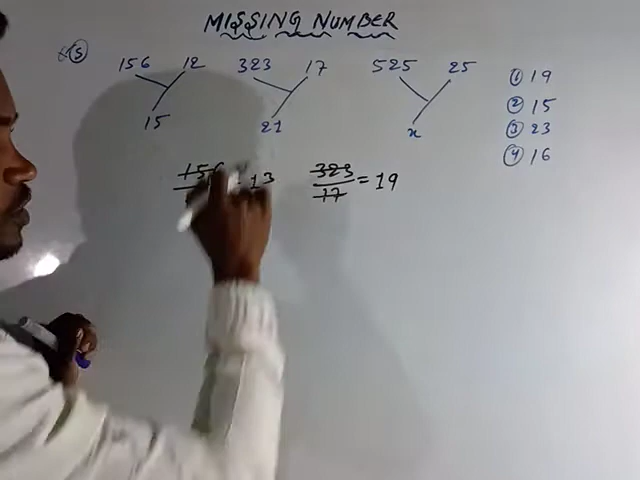 MISSING NUMBER
5
156 12 323 17 525 25
15 21 x
① 19
② 15
③ 23
④ 16
= 13
323/17 = 19